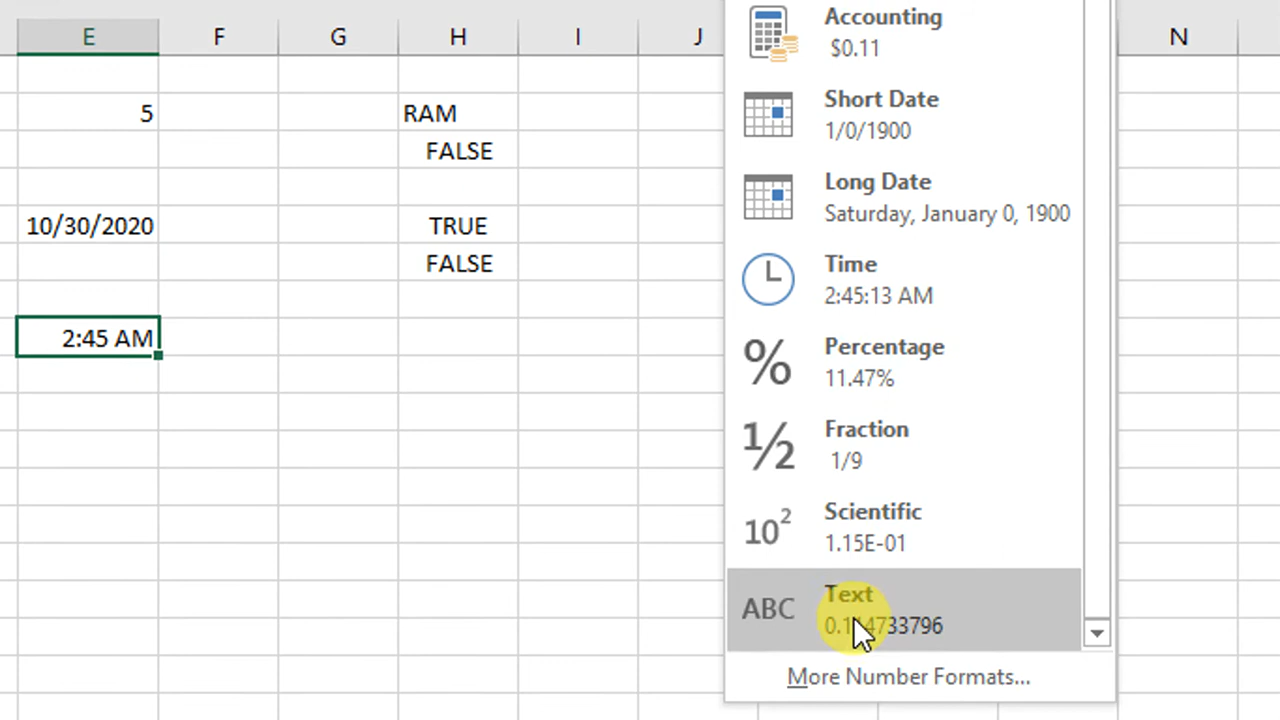 E F G H I J N
5 RAM
FALSE
10/30/2020 TRUE
FALSE
2:45 AM
Accounting
$0.11
Short Date
1/0/1900
Long Date
Saturday, January 0, 1900
Time
2:45:13 AM
%
Percentage
11.47%
½
Fraction
1/9
10²
Scientific
1.15E-01
ABC
Text
0.114733796
More Number Formats...